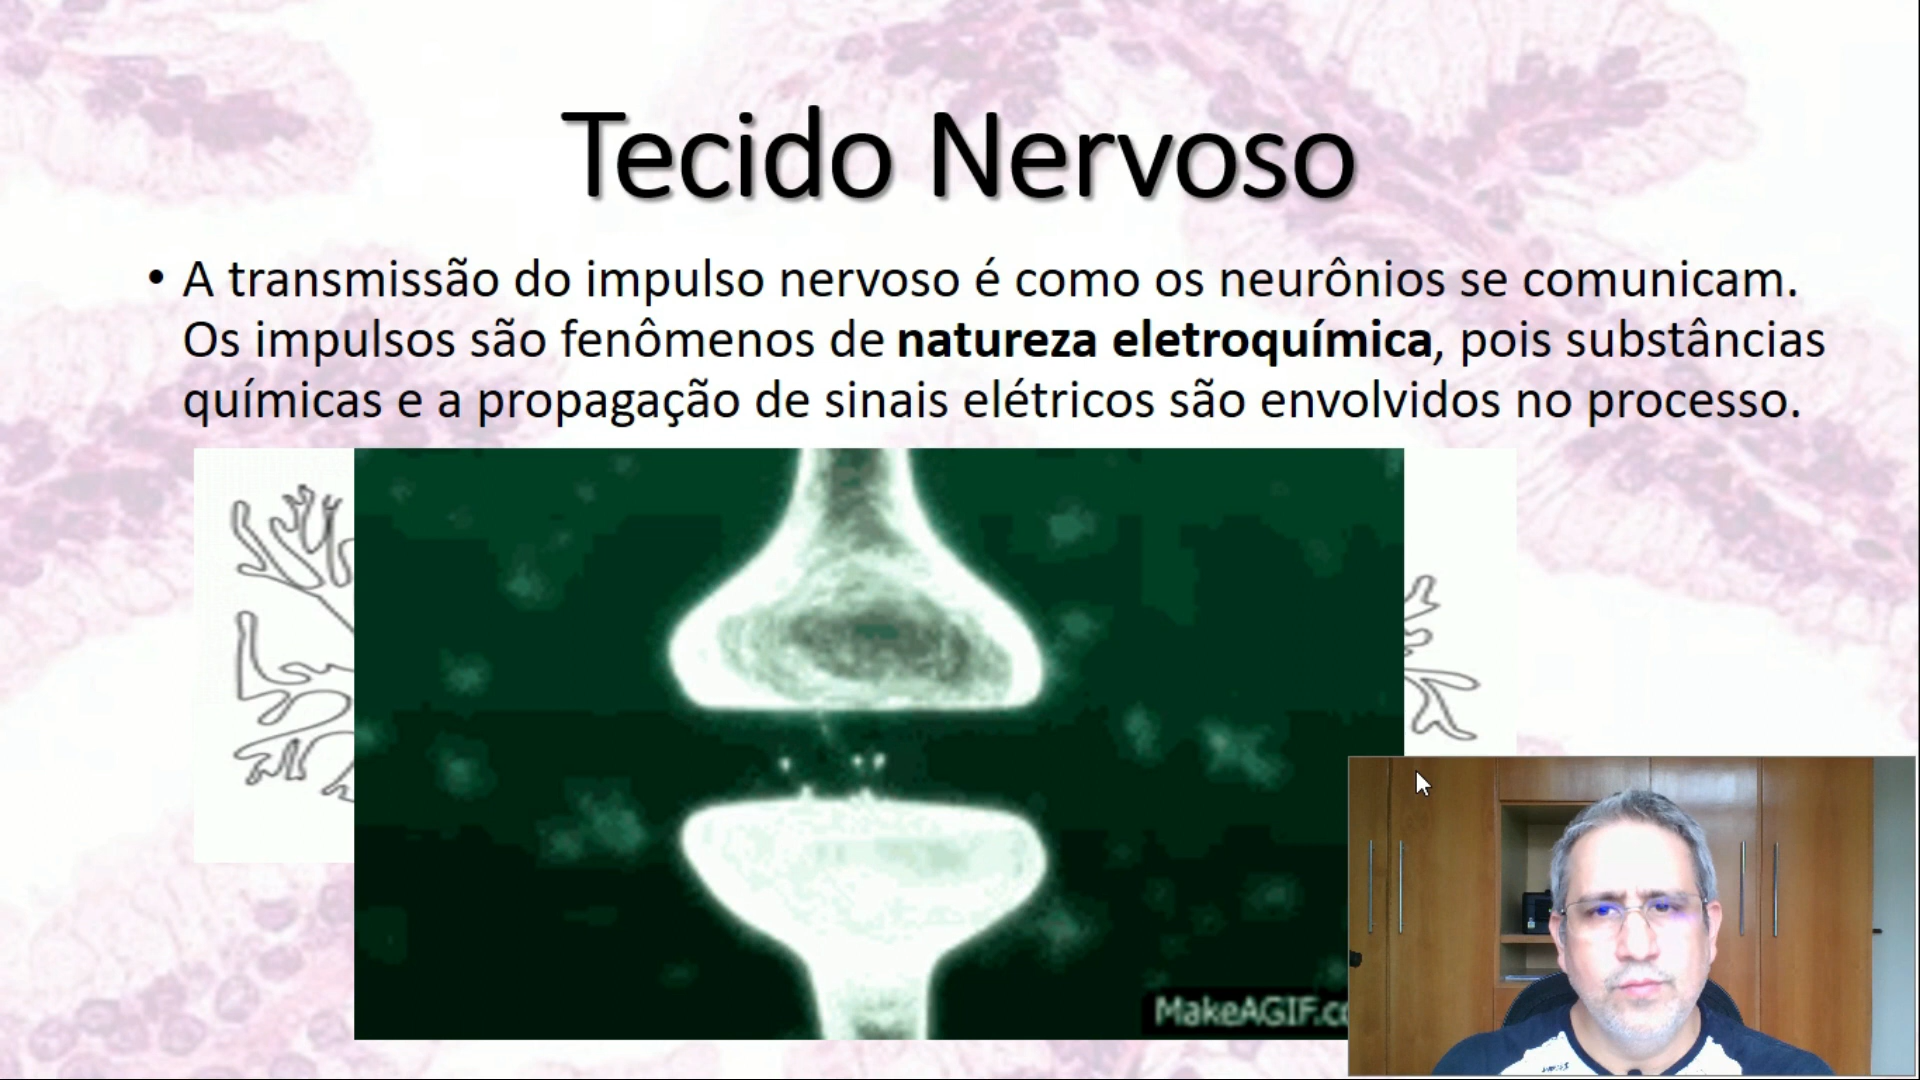 Tecido Nervoso
• A transmissão do impulso nervoso é como os neurônios se comunicam.
Os impulsos são fenômenos de natureza eletroquímica, pois substâncias
químicas e a propagação de sinais elétricos são envolvidos no processo.
MakeAGIF.co